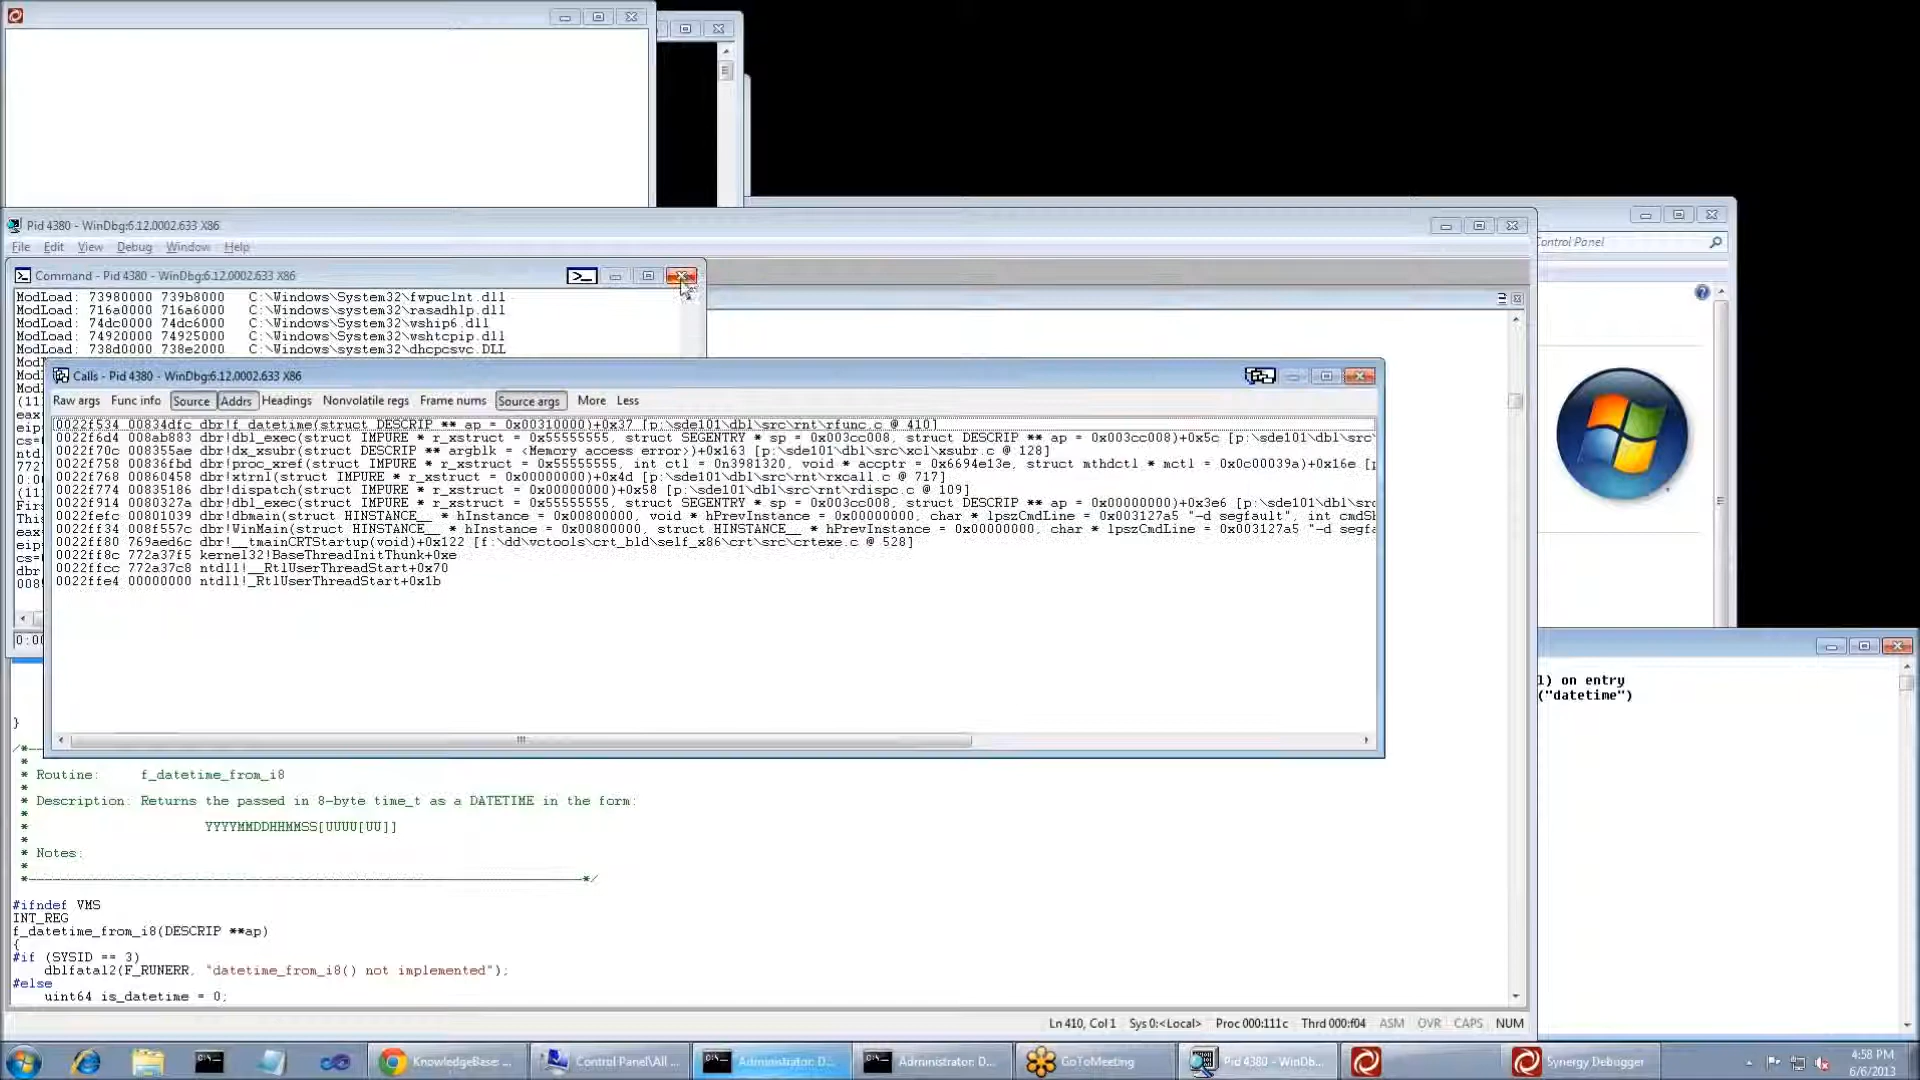 Pid 4380 - WinDbg:6.12.0002.633 X86
File Edit View Debug Window Help
Control Panel
Command - Pid 4380 - WinDbg:6.12.0002.633 X86
ModLoad: 73980000 739b8000 C:\Windows\System32\fwpuclnt.dll
ModLoad: 716a0000 716a6000 C:\Windows\system32\rasadhlp.dll
ModLoad: 74dc0000 74dc6000 C:\Windows\System32\wship6.dll
ModLoad: 74920000 74925000 C:\Windows\System32\wshtcpip.dll
ModLoad: 738d0000 738e2000 C:\Windows\system32\dhcpcsvc.DLL
Calls - Pid 4380 - WinDbg:6.12.0002.633 X86
Raw args Func info Source Addrs Headings Nonvolatile regs Frame nums Source args More Less
0022f534 00834dfc dbr!f_datetime(struct DESCRIP ** ap = 0x00310000)+0x37 [p:\sde101\dbl\src\rnt\rfunc.c @ 410]
0022f6d4 008ab883 dbr!dbl_exec(struct IMPURE * r_xstruct = 0x55555555, struct SEGENTRY * sp = 0x003cc008, struct DESCRIP ** ap = 0x003cc008)+0x5c [p:\sde101\dbl\src\
0022f70c 008355ae dbr!dx_xsubr(struct DESCRIP ** argblk = <Memory access error>)+0x163 [p:\sde101\dbl\src\xcl\xsubr.c @ 128]
0022f758 00836fbd dbr!proc_xref(struct IMPURE * r_xstruct = 0x55555555, int ctl = 0n3981320, void * accptr = 0x6694e13e, struct mthdctl * mctl = 0x0c00039a)+0x16e [p
0022f768 00860458 dbr!xtrnl(struct IMPURE * r_xstruct = 0x00000000)+0x4d [p:\sde101\dbl\src\rnt\rxcall.c @ 717]
0022f774 00835186 dbr!dispatch(struct IMPURE * r_xstruct = 0x00000000)+0x58 [p:\sde101\dbl\src\rnt\rdispc.c @ 109]
0022f914 0080327a dbr!dbl_exec(struct IMPURE * r_xstruct = 0x55555555, struct SEGENTRY * sp = 0x003cc008, struct DESCRIP ** ap = 0x00000000)+0x3e6 [p:\sde101\dbl\src
0022fefc 00801039 dbr!dbmain(struct HINSTANCE__ * hInstance = 0x00800000, void * hPrevInstance = 0x00000000, char * lpszCmdLine = 0x003127a5 "-d segfault", int cmdSh
0022ff34 008f557c dbr!WinMain(struct HINSTANCE__ * hInstance = 0x00800000, struct HINSTANCE__ * hPrevInstance = 0x00000000, char * lpszCmdLine = 0x003127a5 "-d segfa
0022ff80 769aed6c dbr!__tmainCRTStartup(void)+0x122 [f:\dd\vctools\crt_bld\self_x86\crt\src\crtexe.c @ 528]
0022ff8c 772a37f5 kernel32!BaseThreadInitThunk+0xe
0022ffcc 772a37c8 ntdll!__RtlUserThreadStart+0x70
0022ffe4 00000000 ntdll!_RtlUserThreadStart+0x1b
l) on entry
("datetime")
}
/*
*
* Routine: f_datetime_from_i8
*
* Description: Returns the passed in 8-byte time_t as a DATETIME in the form:
*
* YYYYMMDDHHMMSS[UUUU[UU]]
*
* Notes:
*
*--*/
#ifndef VMS
INT_REG
f_datetime_from_i8(DESCRIP **ap)
{
#if (SYSID == 3)
dblfatal2(F_RUNERR, "datetime_from_i8() not implemented");
#else
uint64 is_datetime = 0;
Ln 410, Col 1 Sys 0:<Local> Proc 000:111c Thrd 000:f04 ASM OVR CAPS NUM
KnowledgeBase ... Control Panel\All ... Administrator: D... Administrator: D... GoToMeeting Pid 4380 - WinDb... Synergy Debugger
4:58 PM
6/6/2013